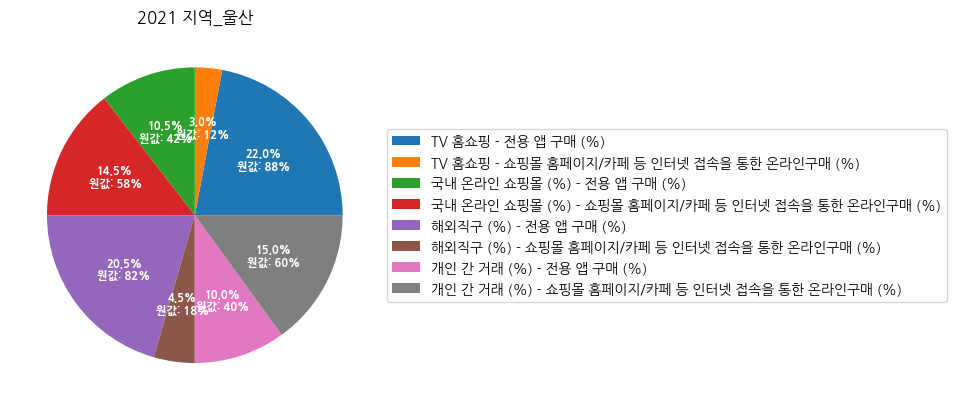 2021 지역_울산
3.0%
원값: 12%
10.5%
원값: 42%
22.0%
원값: 88%
14.5%
원값: 58%
15.0%
원값: 60%
20.5%
원값: 82%
4.5%
원값: 18%
10.0%
원값: 40%
TV 홈쇼핑 - 전용 앱 구매 (%)
TV 홈쇼핑 - 쇼핑몰 홈페이지/카페 등 인터넷 접속을 통한 온라인구매 (%)
국내 온라인 쇼핑몰 (%) - 전용 앱 구매 (%)
국내 온라인 쇼핑몰 (%) - 쇼핑몰 홈페이지/카페 등 인터넷 접속을 통한 온라인구매 (%)
해외직구 (%) - 전용 앱 구매 (%)
해외직구 (%) - 쇼핑몰 홈페이지/카페 등 인터넷 접속을 통한 온라인구매 (%)
개인 간 거래 (%) - 전용 앱 구매 (%)
개인 간 거래 (%) - 쇼핑몰 홈페이지/카페 등 인터넷 접속을 통한 온라인구매 (%)